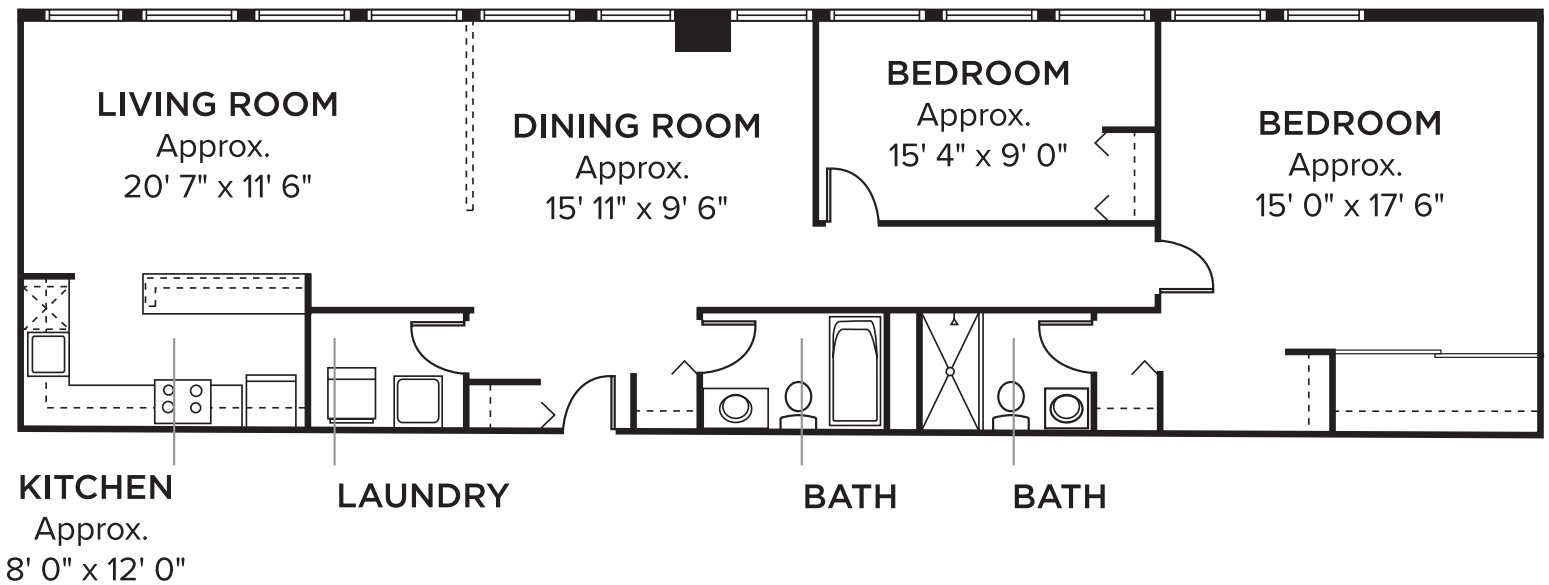 LIVING ROOM
Approx.
20' 7" x 11' 6"
DINING ROOM
Approx.
15' 11" x 9' 6"
BEDROOM
Approx.
15' 4" x 9' 0"
BEDROOM
Approx.
15' 0" x 17' 6"
KITCHEN
Approx.
8' 0" x 12' 0"
LAUNDRY
BATH
BATH